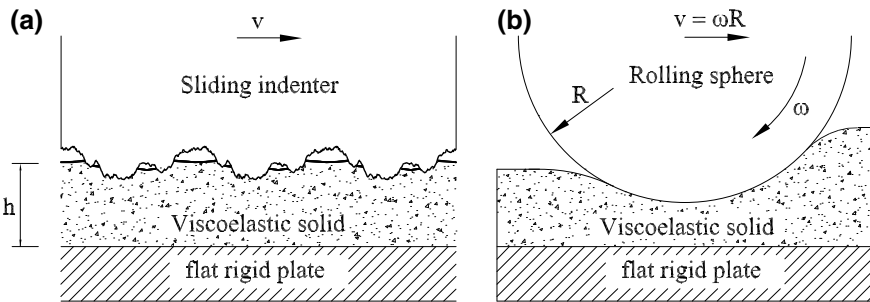 (a)
v
Sliding indenter
h
Viscoelastic solid
flat rigid plate
(b)
v = ωR
Rolling sphere
R
ω
Viscoelastic solid
flat rigid plate